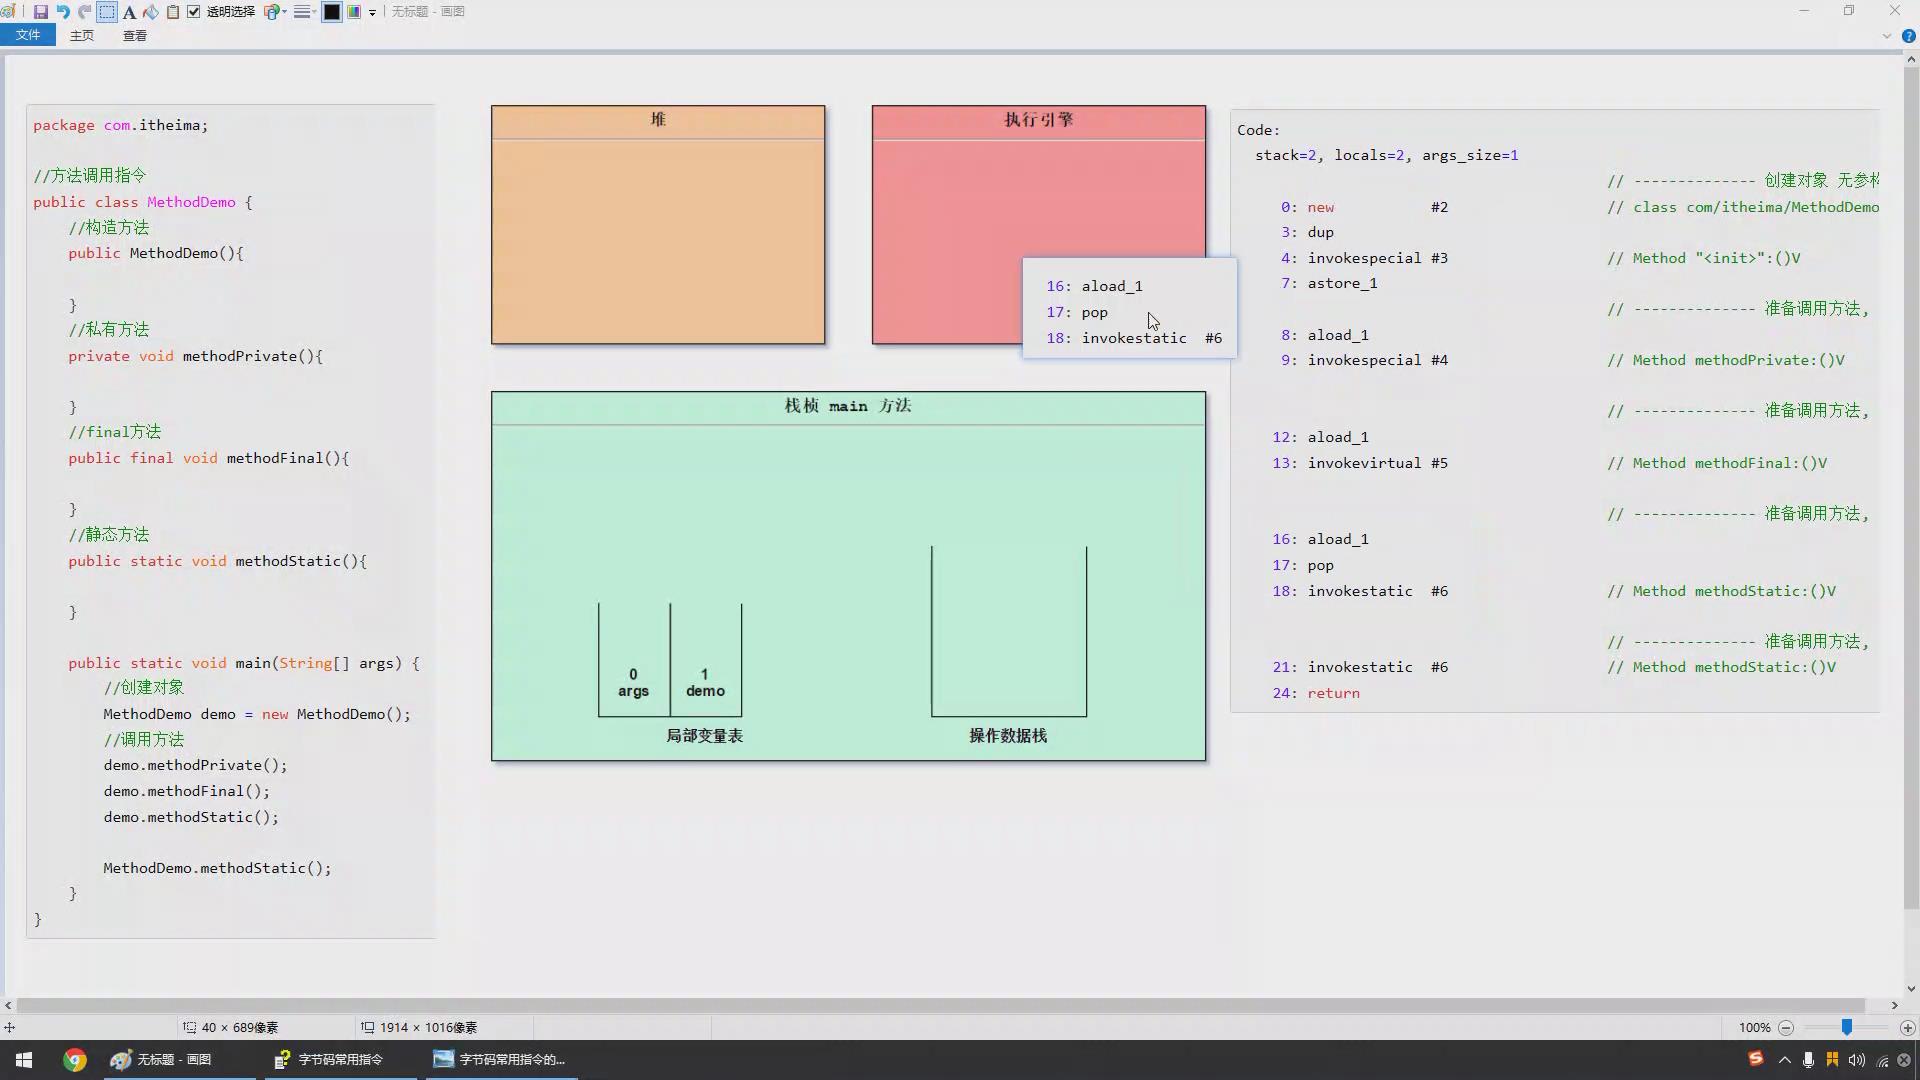 透明选择
无标题 - 画图
文件
主页
查看
package com.itheima;
//方法调用指令
public class MethodDemo {
//构造方法
public MethodDemo(){
}
//私有方法
private void methodPrivate(){
}
//final方法
public final void methodFinal(){
}
//静态方法
public static void methodStatic(){
}
public static void main(String[] args) {
//创建对象
MethodDemo demo = new MethodDemo();
//调用方法
demo.methodPrivate();
demo.methodFinal();
demo.methodStatic();
MethodDemo.methodStatic();
}
}
堆
执行引擎
16: aload_1
17: pop
18: invokestatic #6
栈桢 main 方法
0 args
1 demo
局部变量表
操作数据栈
Code:
stack=2, locals=2, args_size=1
// -------------- 创建对象 无参构
0: new #2 // class com/itheima/MethodDemo
3: dup
4: invokespecial #3 // Method "<init>":()V
7: astore_1
// -------------- 准备调用方法,
8: aload_1
9: invokespecial #4 // Method methodPrivate:()V
// -------------- 准备调用方法,
12: aload_1
13: invokevirtual #5 // Method methodFinal:()V
// -------------- 准备调用方法,
16: aload_1
17: pop
18: invokestatic #6 // Method methodStatic:()V
// -------------- 准备调用方法,
21: invokestatic #6 // Method methodStatic:()V
24: return
40 × 689像素
1914 × 1016像素
100%
无标题 - 画图
字节码常用指令
字节码常用指令的...